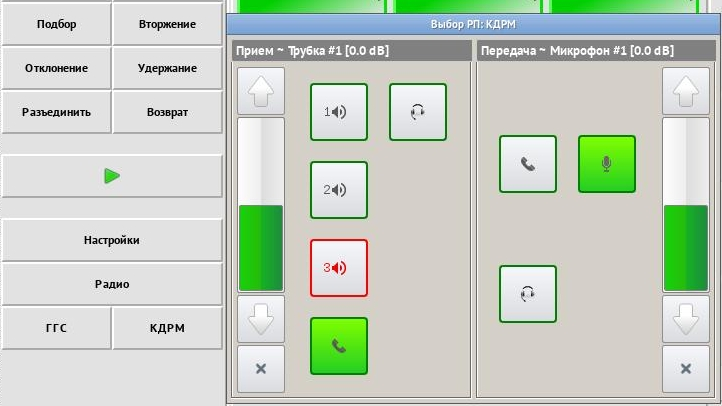 Подбор
Вторжение
Отклонение
Удержание
Разъединить
Возврат
Настройки
Радио
ГГС
КДРМ
Выбор РП: КДРМ
Прием ~ Трубка #1 [0.0 dB]
1
2
3
Передача ~ Микрофон #1 [0.0 dB]